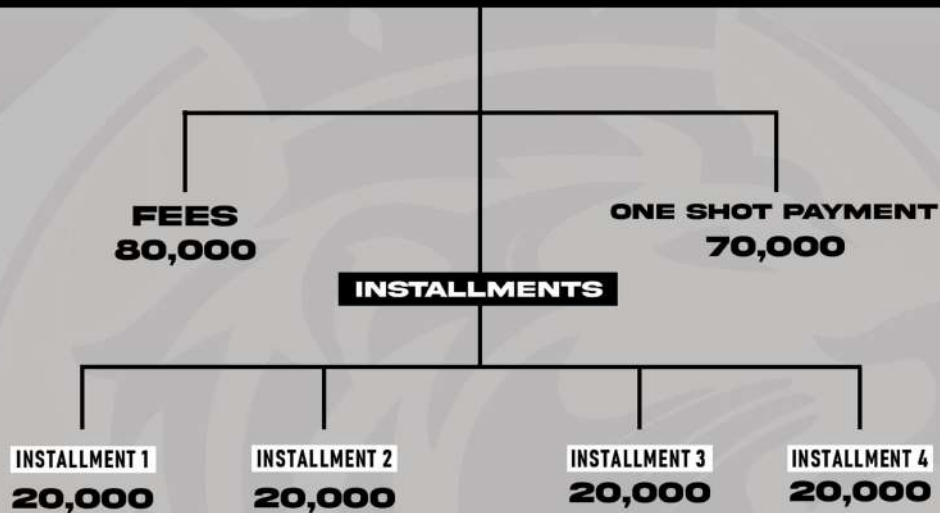 FEES
80,000
ONE SHOT PAYMENT
70,000
INSTALLMENTS
INSTALLMENT 1
20,000
INSTALLMENT 2
20,000
INSTALLMENT 3
20,000
INSTALLMENT 4
20,000